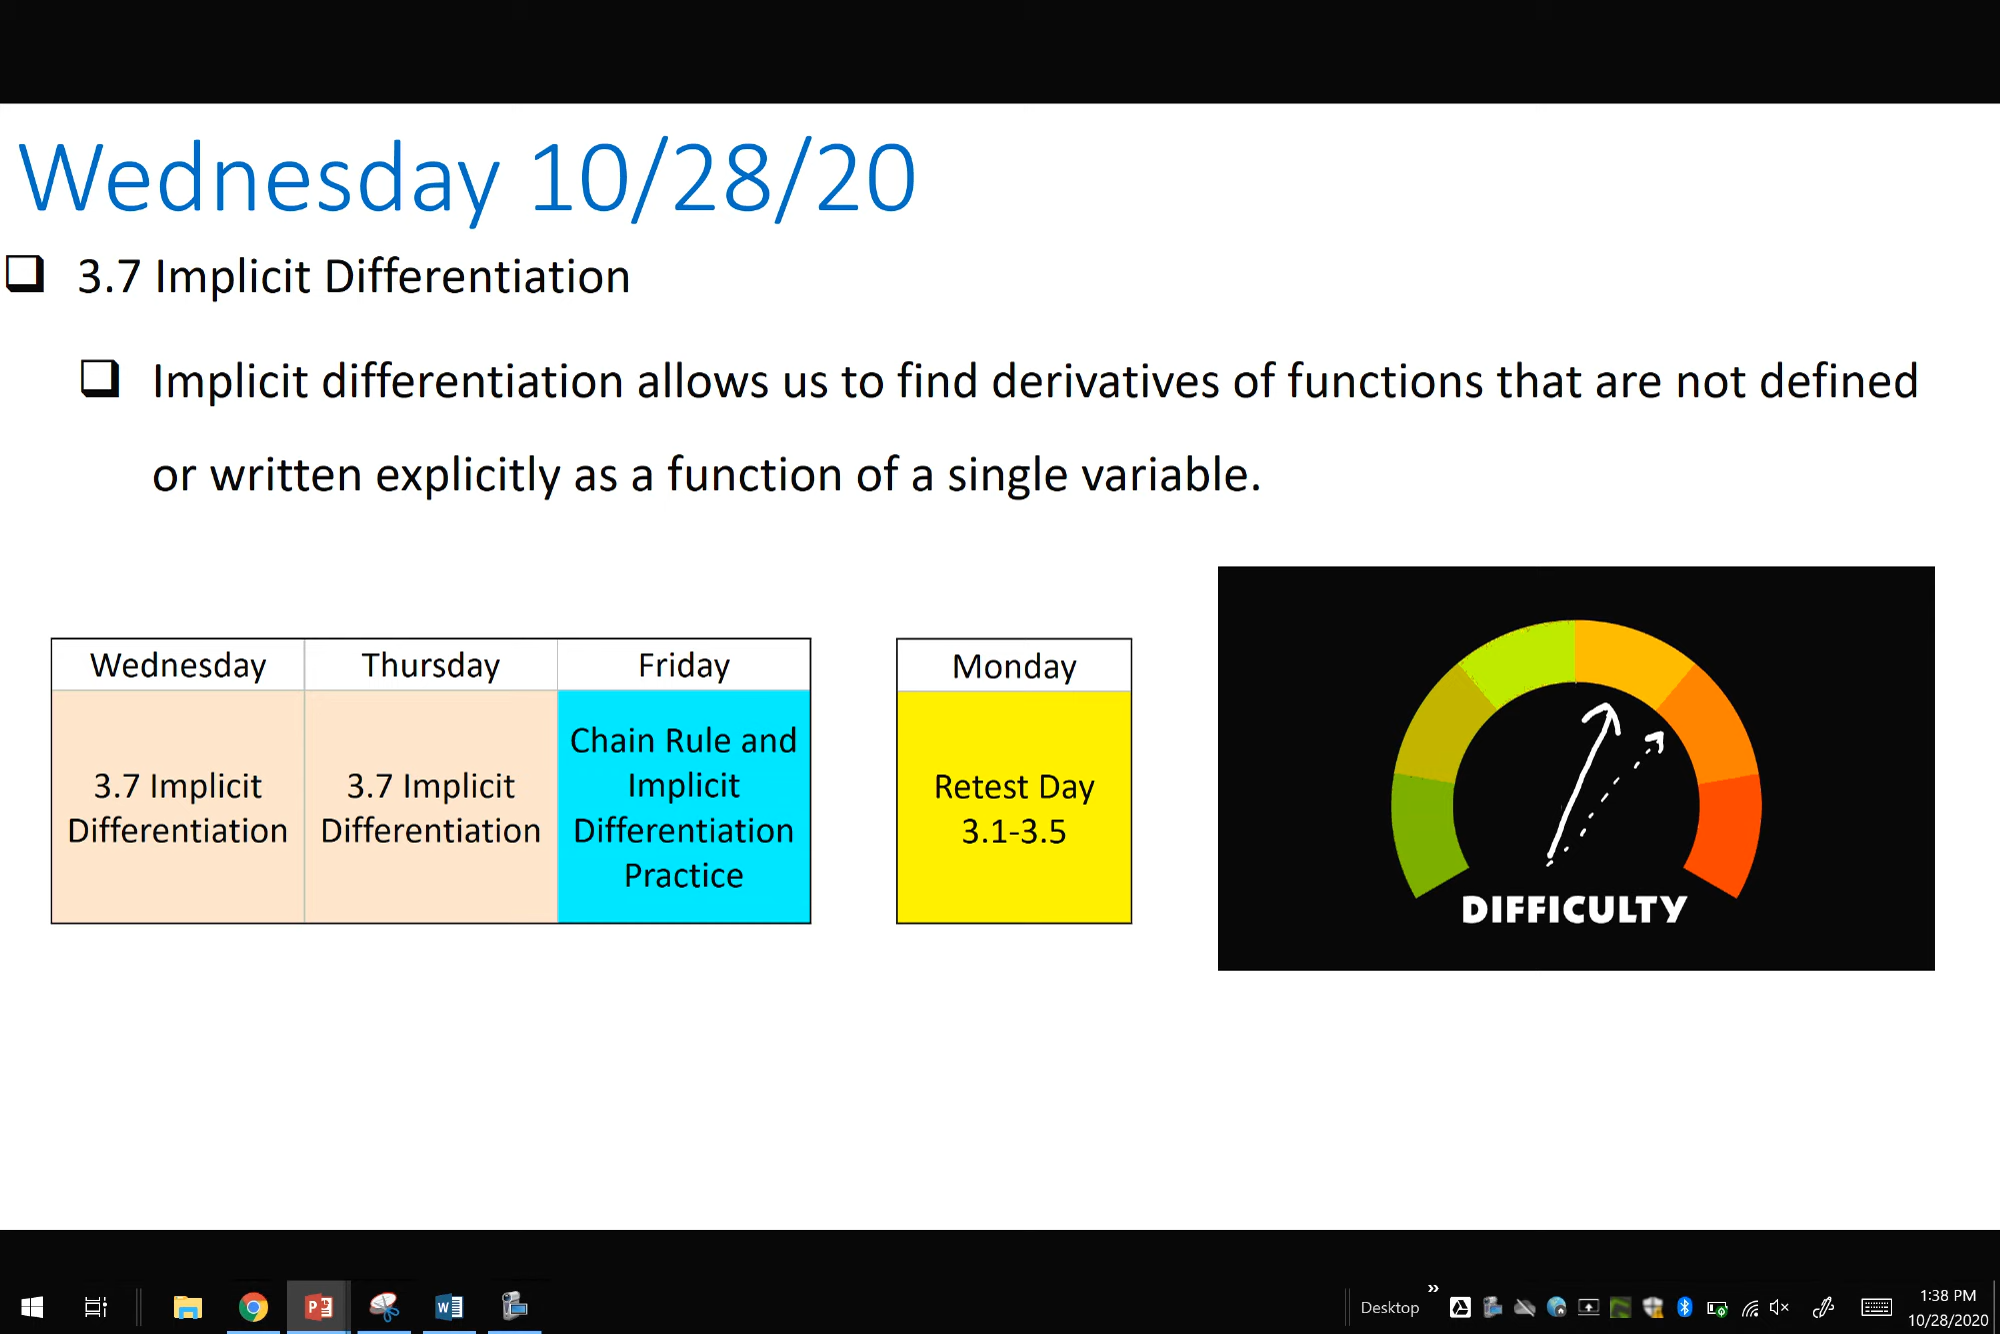 Wednesday 10/28/20
3.7 Implicit Differentiation
Implicit differentiation allows us to find derivatives of functions that are not defined
or written explicitly as a function of a single variable.
Wednesday
Thursday
Friday
3.7 Implicit
Differentiation
3.7 Implicit
Differentiation
Chain Rule and
Implicit
Differentiation
Practice
Monday
Retest Day
3.1-3.5
DIFFICULTY
Desktop
1:38 PM
10/28/2020